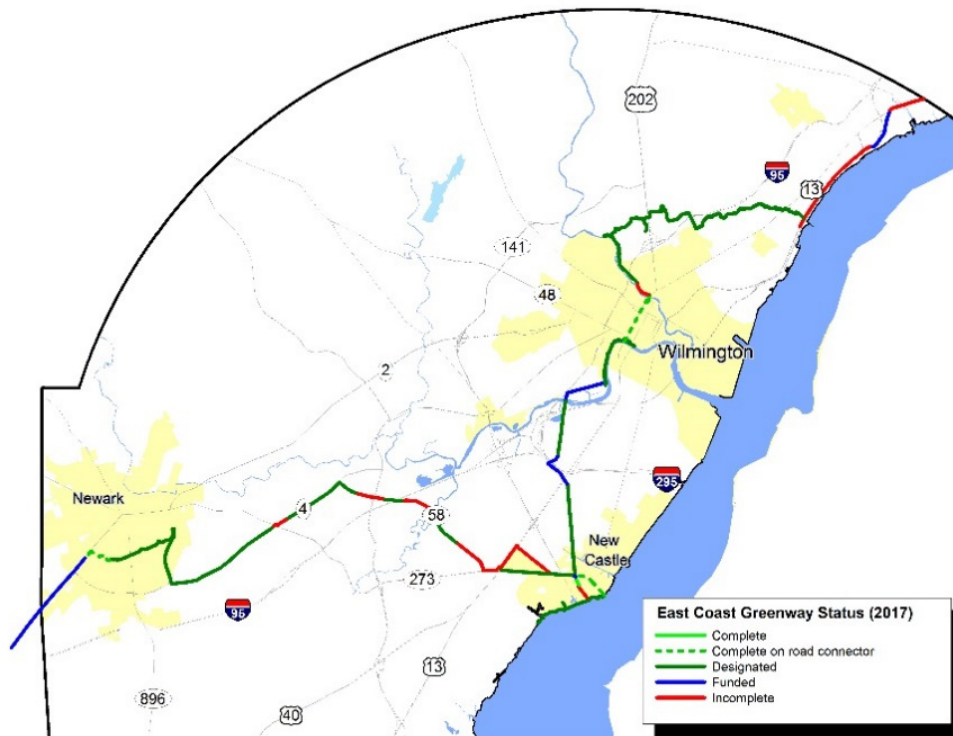 202
95
13
141
48
Wilmington
2
295
Newark
4
58
New
Castle
273
95
13
896
40
East Coast Greenway Status (2017)
Complete
Complete on road connector
Designated
Funded
Incomplete